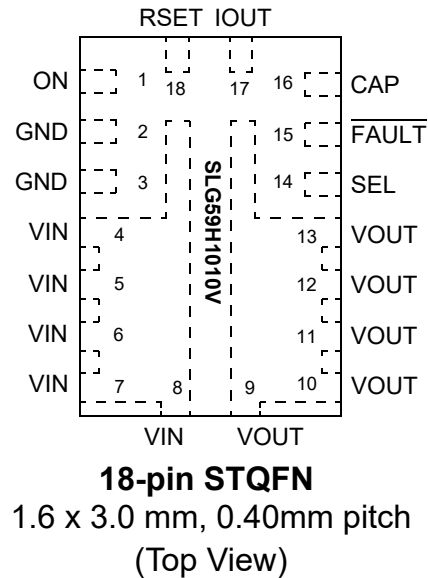 RSET IOUT
ON 1 18 17 16 CAP
GND 2 15 FAULT
GND 3 14 SEL
SLG59H1010V
VIN 4 13 VOUT
VIN 5 12 VOUT
VIN 6 11 VOUT
VIN 7 8 9 10 VOUT
VIN VOUT
18-pin STQFN
1.6 x 3.0 mm, 0.40mm pitch
(Top View)